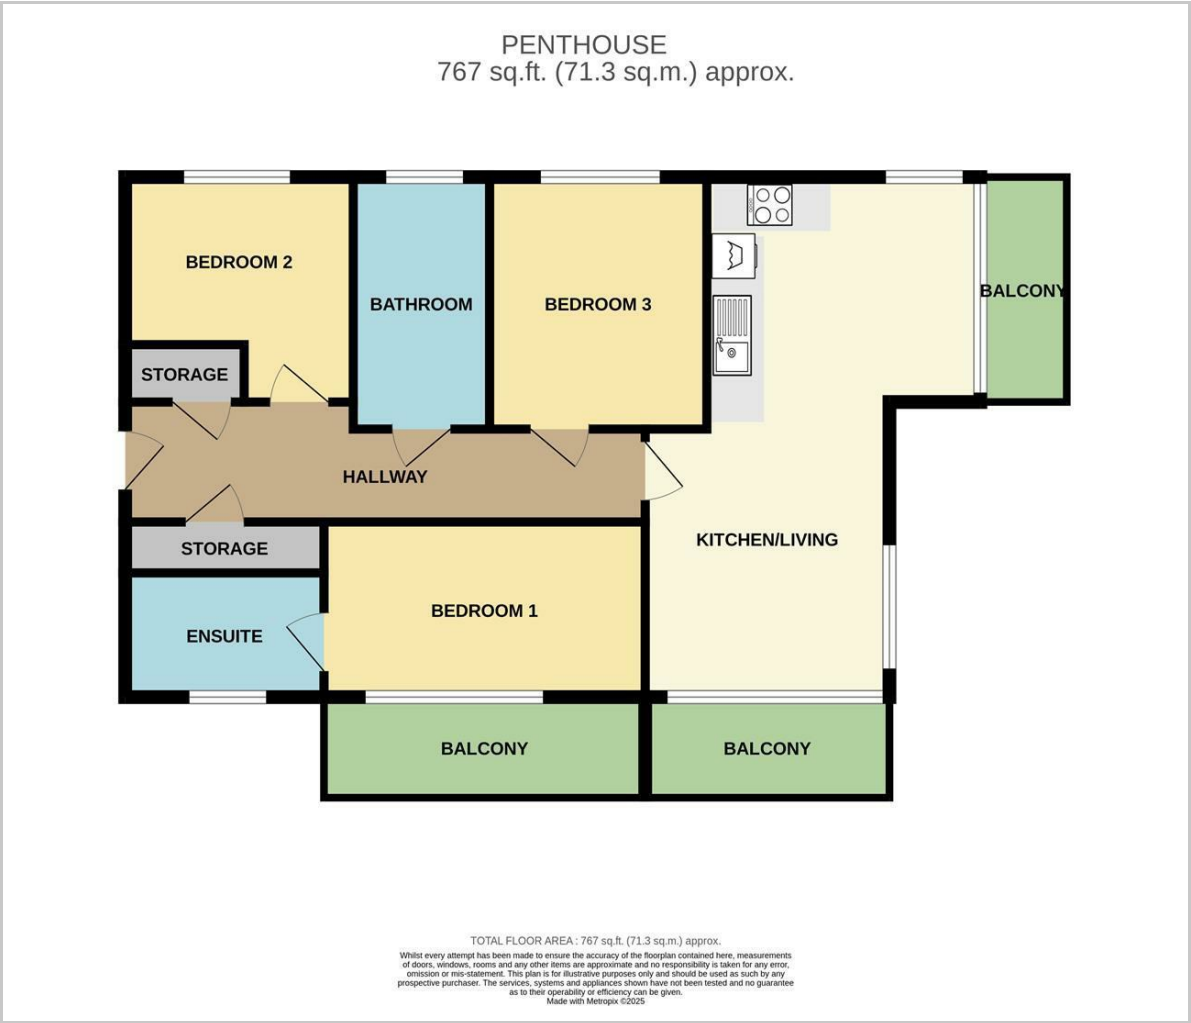 PENTHOUSE
767 sq.ft. (71.3 sq.m.) approx.
BEDROOM 2
BATHROOM
BEDROOM 3
BALCONY
STORAGE
HALLWAY
KITCHEN/LIVING
STORAGE
ENSUITE
BEDROOM 1
BALCONY
BALCONY
TOTAL FLOOR AREA : 767 sq.ft. (71.3 sq.m.) approx.
Whilst every attempt has been made to ensure the accuracy of the floorplan contained here, measurements
of doors, windows, rooms and any other items are approximate and no responsibility is taken for any error,
omission or mis-statement. This plan is for illustrative purposes only and should be used as such by any
prospective purchaser. The services, systems and appliances shown have not been tested and no guarantee
as to their operability or efficiency can be given.
Made with Metropix ©2025